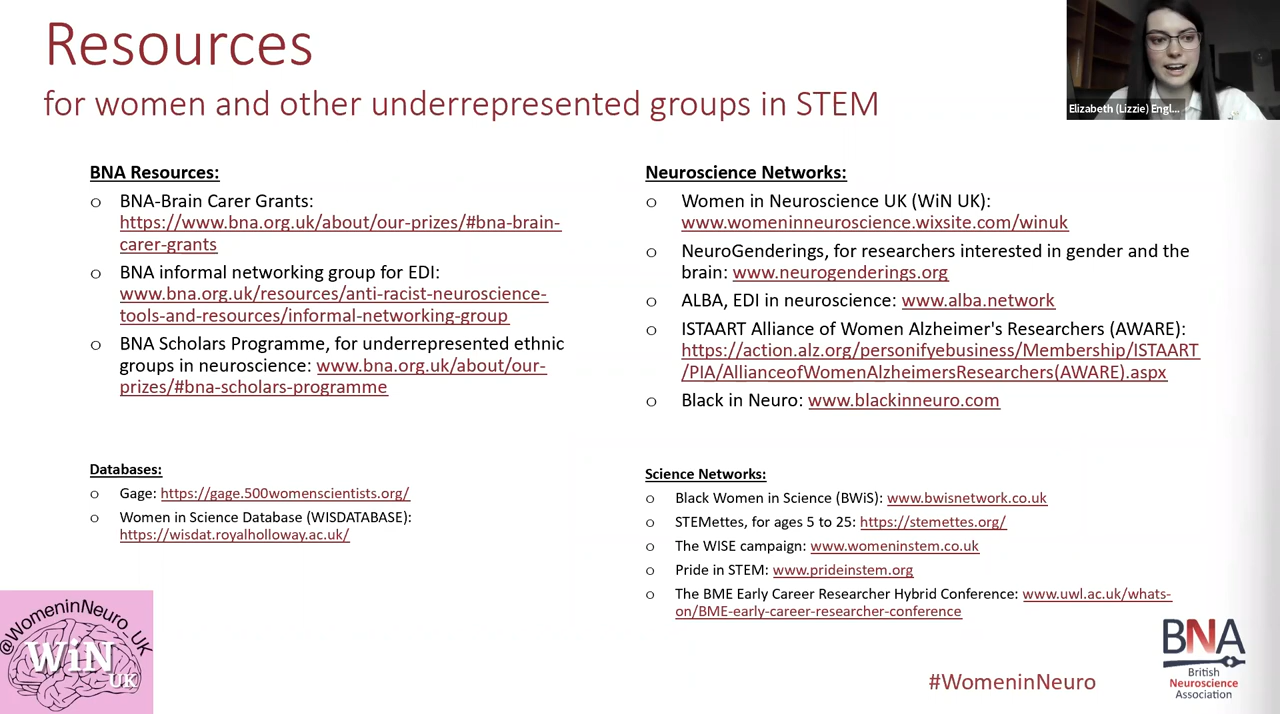 Resources
for women and other underrepresented groups in STEM
Elizabeth (Lizzie) Engl...
BNA Resources:
o BNA-Brain Carer Grants:
https://www.bna.org.uk/about/our-prizes/#bna-brain-
carer-grants
o BNA informal networking group for EDI:
www.bna.org.uk/resources/anti-racist-neuroscience-
tools-and-resources/informal-networking-group
o BNA Scholars Programme, for underrepresented ethnic
groups in neuroscience: www.bna.org.uk/about/our-
prizes/#bna-scholars-programme
Neuroscience Networks:
o Women in Neuroscience UK (WiN UK):
www.womeninneuroscience.wixsite.com/winuk
o NeuroGenderings, for researchers interested in gender and the
brain: www.neurogenderings.org
o ALBA, EDI in neuroscience: www.alba.network
o ISTAART Alliance of Women Alzheimer's Researchers (AWARE):
https://action.alz.org/personifyebusiness/Membership/ISTAART
/PIA/AllianceofWomenAlzheimersResearchers(AWARE).aspx
o Black in Neuro: www.blackinneuro.com
Databases:
o Gage: https://gage.500womenscientists.org/
o Women in Science Database (WISDATABASE):
https://wisdat.royalholloway.ac.uk/
Science Networks:
o Black Women in Science (BWiS): www.bwisnetwork.co.uk
o STEMettes, for ages 5 to 25: https://stemettes.org/
o The WISE campaign: www.womeninstem.co.uk
o Pride in STEM: www.prideinstem.org
o The BME Early Career Researcher Hybrid Conference: www.uwl.ac.uk/whats-
on/BME-early-career-researcher-conference
@WomeninNeuro_UK
WiN
UK
#WomeninNeuro
BNA
British
Neuroscience
Association